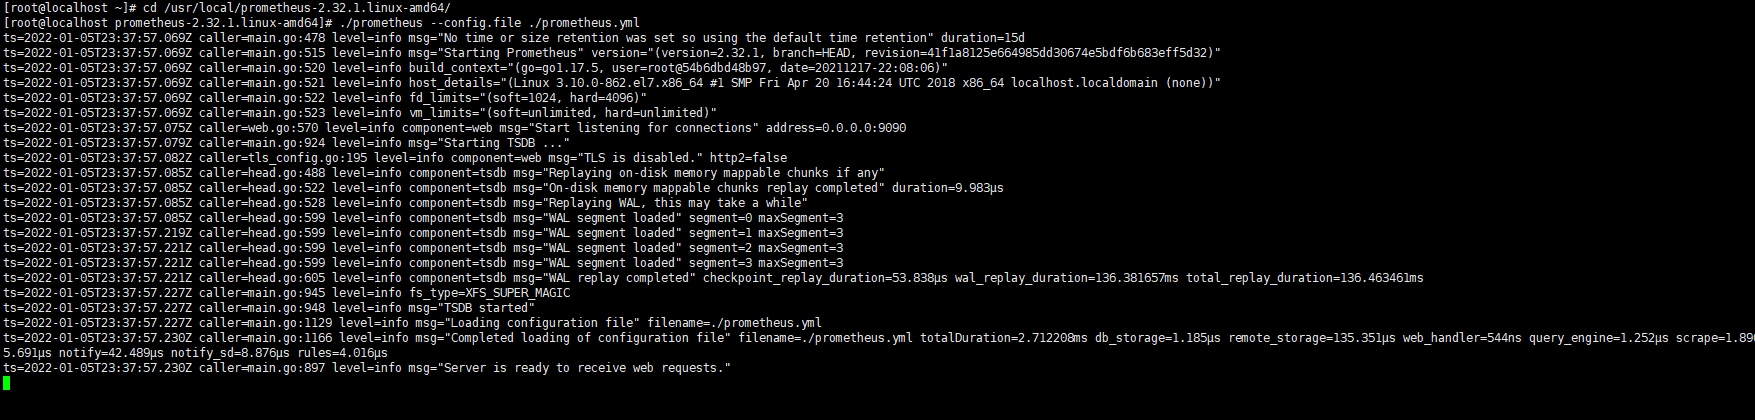 [root@localhost ~]# cd /usr/local/prometheus-2.32.1.linux-amd64/
[root@localhost prometheus-2.32.1.linux-amd64]# ./prometheus --config.file ./prometheus.yml
ts=2022-01-05T23:37:57.069Z caller=main.go:478 level=info msg="No time or size retention was set so using the default time retention" duration=15d
ts=2022-01-05T23:37:57.069Z caller=main.go:515 level=info msg="Starting Prometheus" version="(version=2.32.1, branch=HEAD, revision=41f1a8125e664985dd30674e5bdf6b683eff5d32)"
ts=2022-01-05T23:37:57.069Z caller=main.go:520 level=info build_context="(go=go1.17.5, user=root@54b6dbd48b97, date=20211217-22:08:06)"
ts=2022-01-05T23:37:57.069Z caller=main.go:521 level=info host_details="(Linux 3.10.0-862.el7.x86_64 #1 SMP Fri Apr 20 16:44:24 UTC 2018 x86_64 localhost.localdomain (none))"
ts=2022-01-05T23:37:57.069Z caller=main.go:522 level=info fd_limits="(soft=1024, hard=4096)"
ts=2022-01-05T23:37:57.069Z caller=main.go:523 level=info vm_limits="(soft=unlimited, hard=unlimited)"
ts=2022-01-05T23:37:57.075Z caller=web.go:570 level=info component=web msg="Start listening for connections" address=0.0.0.0:9090
ts=2022-01-05T23:37:57.079Z caller=main.go:924 level=info msg="Starting TSDB ..."
ts=2022-01-05T23:37:57.082Z caller=tls_config.go:195 level=info component=web msg="TLS is disabled." http2=false
ts=2022-01-05T23:37:57.085Z caller=head.go:488 level=info component=tsdb msg="Replaying on-disk memory mappable chunks if any"
ts=2022-01-05T23:37:57.085Z caller=head.go:522 level=info component=tsdb msg="On-disk memory mappable chunks replay completed" duration=9.983µs
ts=2022-01-05T23:37:57.085Z caller=head.go:528 level=info component=tsdb msg="Replaying WAL, this may take a while"
ts=2022-01-05T23:37:57.085Z caller=head.go:599 level=info component=tsdb msg="WAL segment loaded" segment=0 maxSegment=3
ts=2022-01-05T23:37:57.219Z caller=head.go:599 level=info component=tsdb msg="WAL segment loaded" segment=1 maxSegment=3
ts=2022-01-05T23:37:57.221Z caller=head.go:599 level=info component=tsdb msg="WAL segment loaded" segment=2 maxSegment=3
ts=2022-01-05T23:37:57.221Z caller=head.go:599 level=info component=tsdb msg="WAL segment loaded" segment=3 maxSegment=3
ts=2022-01-05T23:37:57.221Z caller=head.go:605 level=info component=tsdb msg="WAL replay completed" checkpoint_replay_duration=53.838µs wal_replay_duration=136.381657ms total_replay_duration=136.463461ms
ts=2022-01-05T23:37:57.227Z caller=main.go:945 level=info fs_type=XFS_SUPER_MAGIC
ts=2022-01-05T23:37:57.227Z caller=main.go:948 level=info msg="TSDB started"
ts=2022-01-05T23:37:57.227Z caller=main.go:1129 level=info msg="Loading configuration file" filename=./prometheus.yml
ts=2022-01-05T23:37:57.230Z caller=main.go:1166 level=info msg="Completed loading of configuration file" filename=./prometheus.yml totalDuration=2.712208ms db_storage=1.185µs remote_storage=135.351µs web_handler=544ns query_engine=1.252µs
5.691µs notify=42.489µs notify_sd=8.876µs rules=4.016µs
ts=2022-01-05T23:37:57.230Z caller=main.go:897 level=info msg="Server is ready to receive web requests."